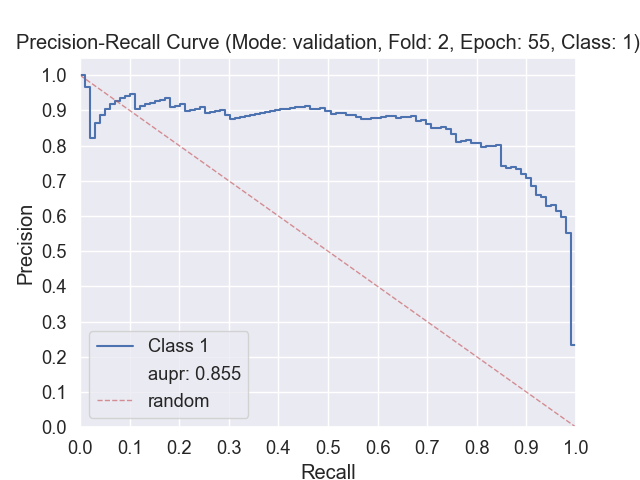 Precision-Recall Curve (Mode: validation, Fold: 2, Epoch: 55, Class: 1)
1.0
0.9
0.8
0.7
0.6
0.5
0.4
0.3
0.2
0.1
0.0
Precision
Class 1
aupr: 0.855
random
0.0 0.1 0.2 0.3 0.4 0.5 0.6 0.7 0.8 0.9 1.0
Recall